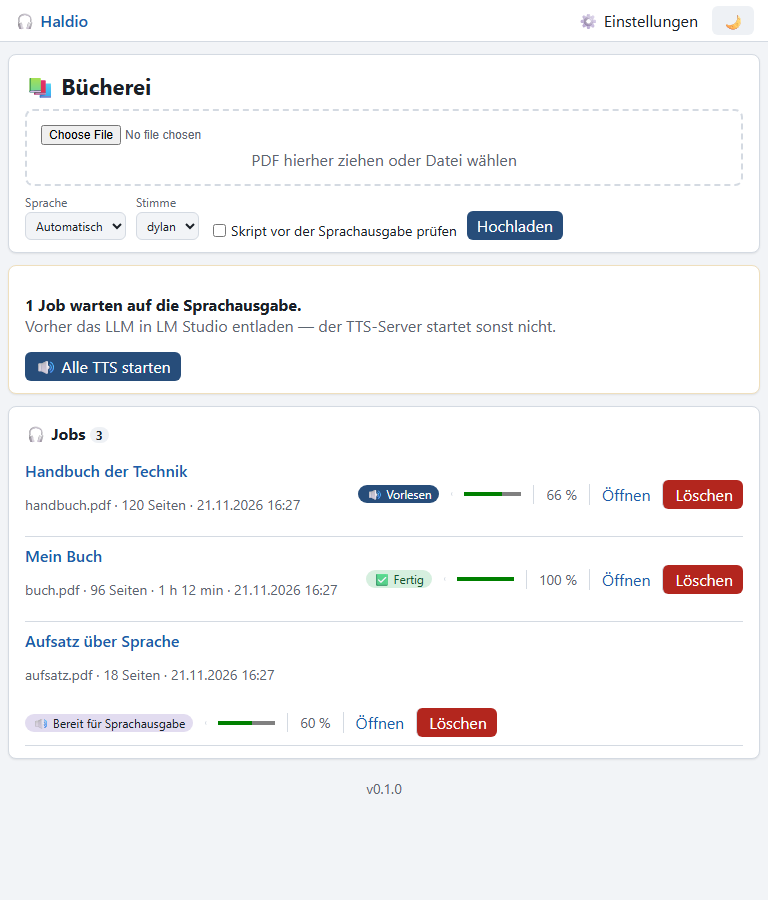 Haldio
Einstellungen
Bücherei
Choose File No file chosen
PDF hierher ziehen oder Datei wählen
Sprache
Stimme
Automatisch
dylan
Skript vor der Sprachausgabe prüfen
Hochladen
1 Job warten auf die Sprachausgabe.
Vorher das LLM in LM Studio entladen — der TTS-Server startet sonst nicht.
Alle TTS starten
Jobs 3
Handbuch der Technik
handbuch.pdf · 120 Seiten · 21.11.2026 16:27
Vorlesen
66 %
Öffnen
Löschen
Mein Buch
buch.pdf · 96 Seiten · 1 h 12 min · 21.11.2026 16:27
Fertig
100 %
Öffnen
Löschen
Aufsatz über Sprache
aufsatz.pdf · 18 Seiten · 21.11.2026 16:27
Bereit für Sprachausgabe
60 %
Öffnen
Löschen
v0.1.0